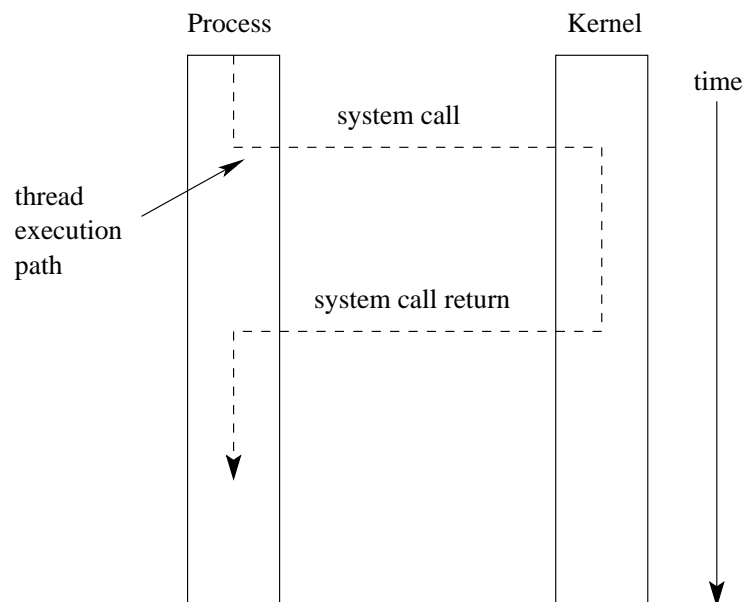 Process
Kernel
time
system call
thread
execution
path
system call return